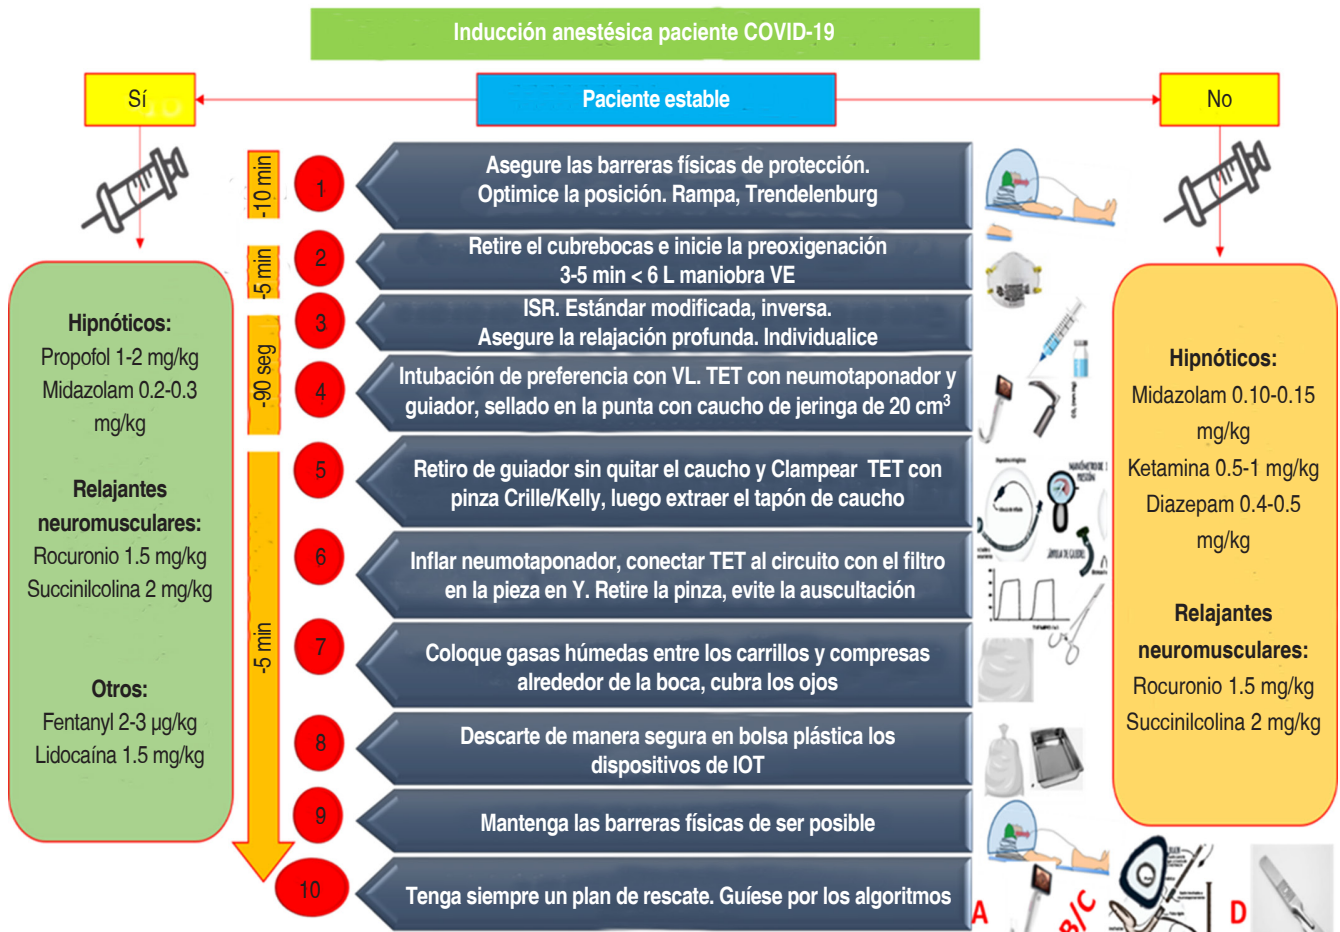 Inducción anestésica paciente COVID-19
Sí
Paciente estable
No
Hipnóticos:
Propofol 1-2 mg/kg
Midazolam 0.2-0.3
mg/kg
Relajantes
neuromusculares:
Rocuronio 1.5 mg/kg
Succinilcolina 2 mg/kg
Otros:
Fentanyl 2-3 µg/kg
Lidocaína 1.5 mg/kg
-10 min
-5 min
-90 seg
-5 min
1
Asegure las barreras físicas de protección.
Optimice la posición. Rampa, Trendelenburg
2
Retire el cubrebocas e inicie la preoxigenación
3-5 min < 6 L maniobra VE
3
ISR. Estándar modificada, inversa.
Asegure la relajación profunda. Individualice
4
Intubación de preferencia con VL. TET con neumotaponador y
guiador, sellado en la punta con caucho de jeringa de 20 cm³
5
Retiro de guiador sin quitar el caucho y Clampear TET con
pinza Crille/Kelly, luego extraer el tapón de caucho
6
Inflar neumotaponador, conectar TET al circuito con el filtro
en la pieza en Y. Retire la pinza, evite la auscultación
7
Coloque gasas húmedas entre los carrillos y compresas
alrededor de la boca, cubra los ojos
8
Descarte de manera segura en bolsa plástica los
dispositivos de IOT
9
Mantenga las barreras físicas de ser posible
10
Tenga siempre un plan de rescate. Guíese por los algoritmos
A
B/C
D
Hipnóticos:
Midazolam 0.10-0.15
mg/kg
Ketamina 0.5-1 mg/kg
Diazepam 0.4-0.5
mg/kg
Relajantes
neuromusculares:
Rocuronio 1.5 mg/kg
Succinilcolina 2 mg/kg